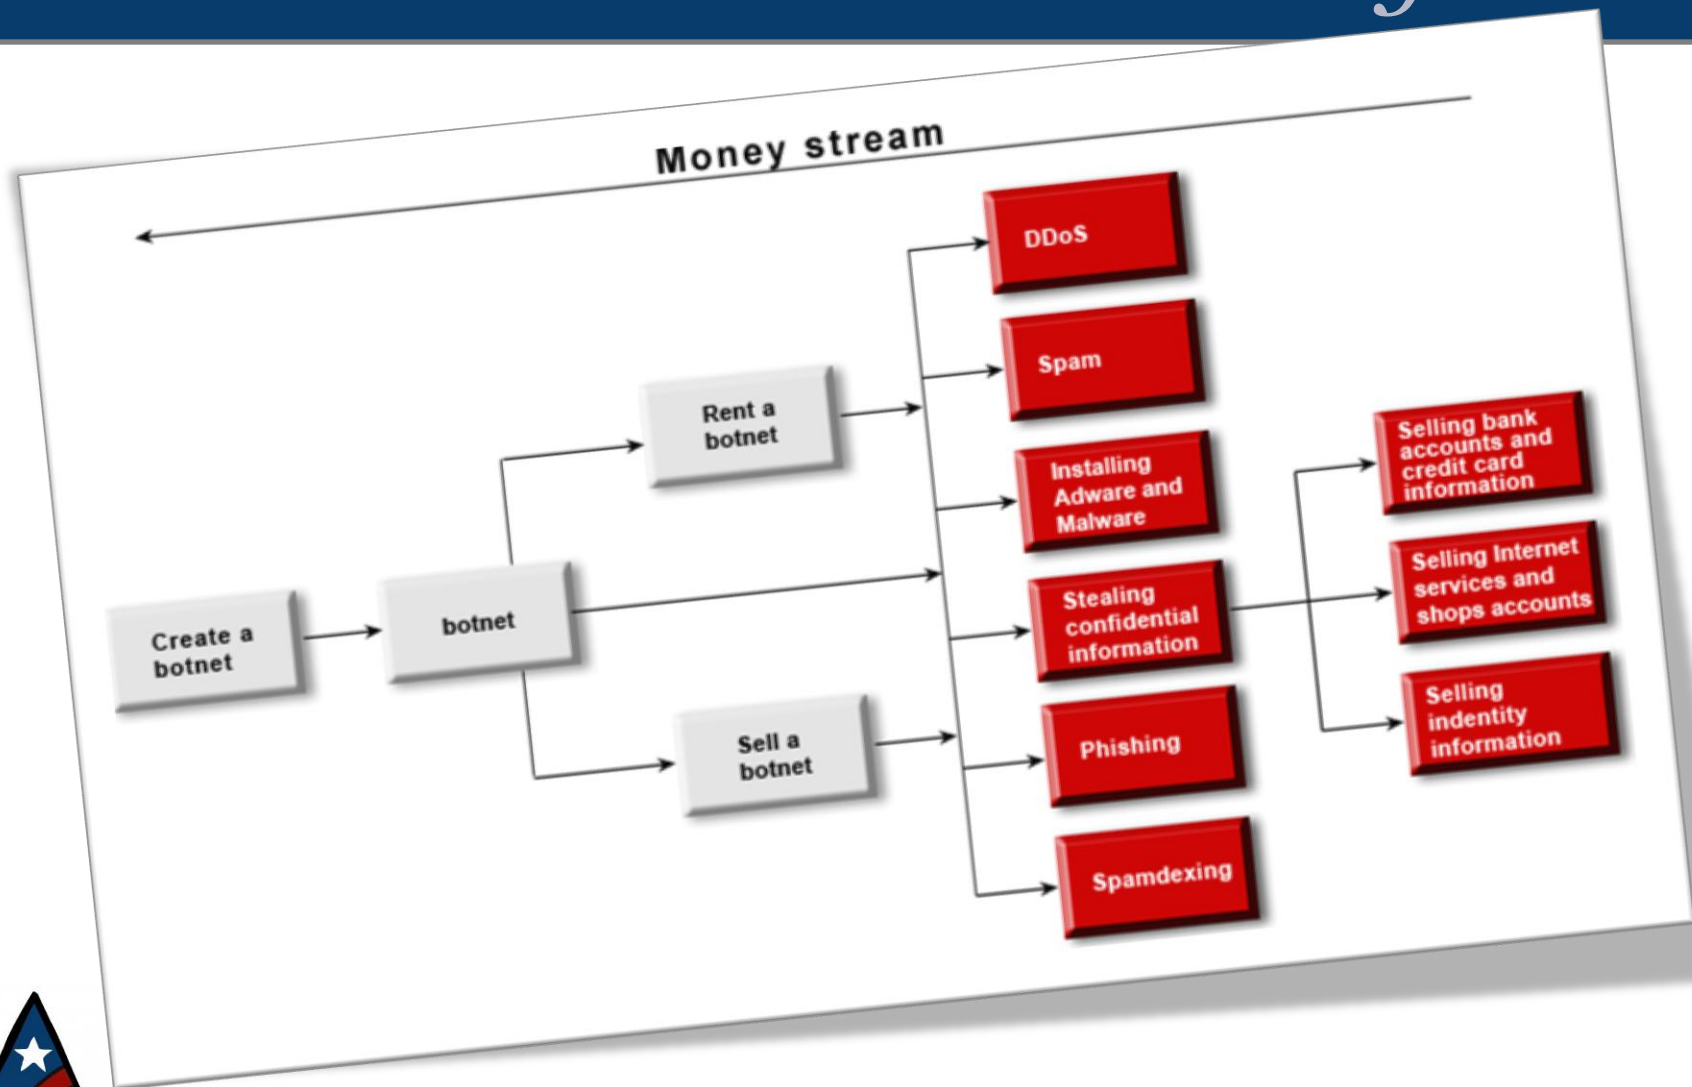 Money stream
DDoS
Spam
Rent a
botnet
Installing
Adware and
Malware
Selling bank
accounts and
credit card
information
Create a
botnet
botnet
Stealing
confidential
information
Selling Internet
services and
shops accounts
Sell a
botnet
Phishing
Selling
indentity
information
Spamdexing